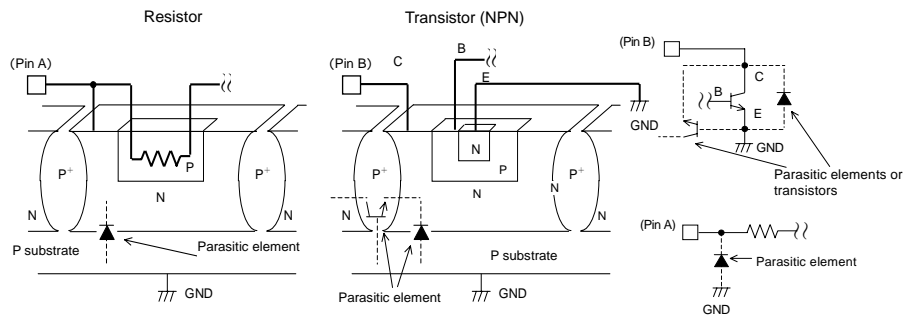 Resistor
(Pin A)
P+
P
P+
N
N
N
P substrate
Parasitic element
GND
Transistor (NPN)
(Pin B)
C
B
E
GND
P+
N
P
P+
N
N
N
N
P substrate
Parasitic element
GND
(Pin B)
C
B
E
GND
Parasitic elements or
transistors
(Pin A)
Parasitic element
GND